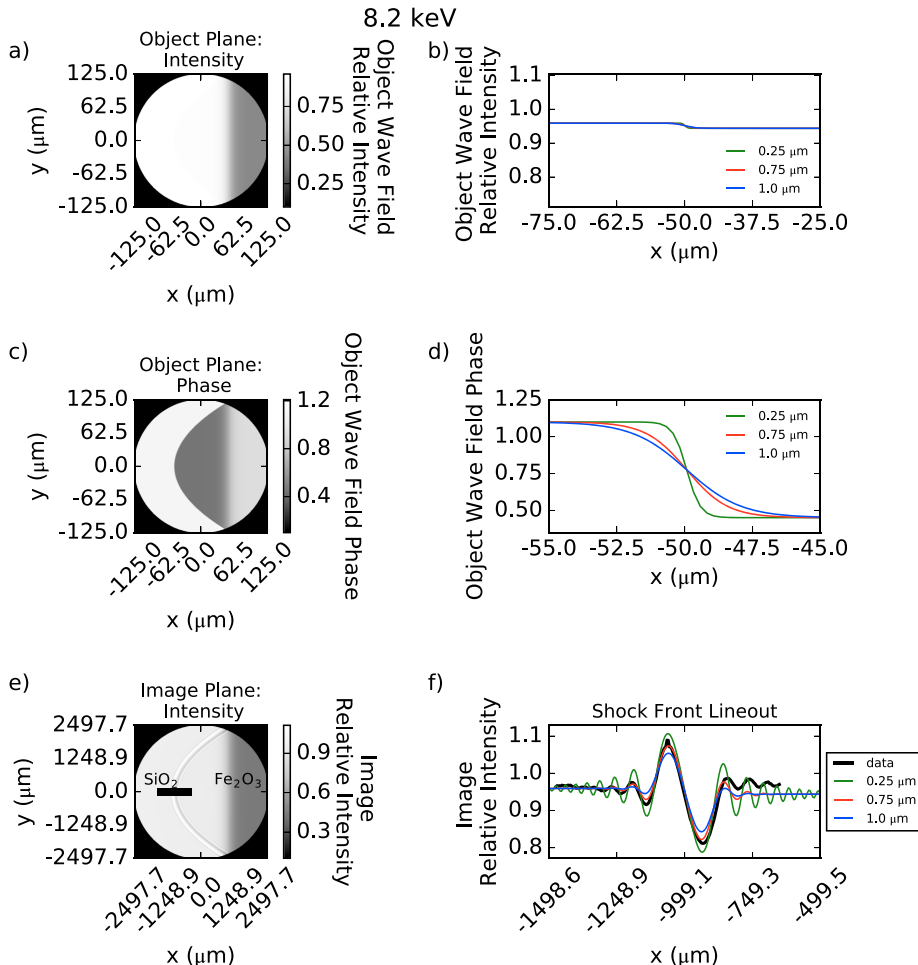 8.2 keV
a)
Object Plane:
Intensity
125.0
62.5
0.0
-62.5
-125.0
y (μm)
-125.0
-62.5
0.0
62.5
125.0
x (μm)
0.75
0.50
0.25
Object Wave Field
Relative Intensity
b)
Object Wave Field
Relative Intensity
1.1
1.0
0.9
0.8
0.25 μm
0.75 μm
1.0 μm
-75.0
-62.5
-50.0
-37.5
-25.0
x (μm)
c)
Object Plane:
Phase
125.0
62.5
0.0
-62.5
-125.0
y (μm)
-125.0
-62.5
0.0
62.5
125.0
x (μm)
1.2
0.8
0.4
Object Wave Field Phase
d)
Object Wave Field Phase
1.25
1.00
0.75
0.50
0.25 μm
0.75 μm
1.0 μm
-55.0
-52.5
-50.0
-47.5
-45.0
x (μm)
e)
Image Plane:
Intensity
2497.7
1248.9
0.0
-1248.9
-2497.7
y (μm)
SiO₂
Fe₂O₃
-2497.7
-1248.9
0.0
1248.9
2497.7
x (μm)
0.9
0.6
0.3
Image
Relative Intensity
f)
Shock Front Lineout
Image
Relative Intensity
1.1
1.0
0.9
0.8
data
0.25 μm
0.75 μm
1.0 μm
-1498.6
-1248.9
-999.1
-749.3
-499.5
x (μm)